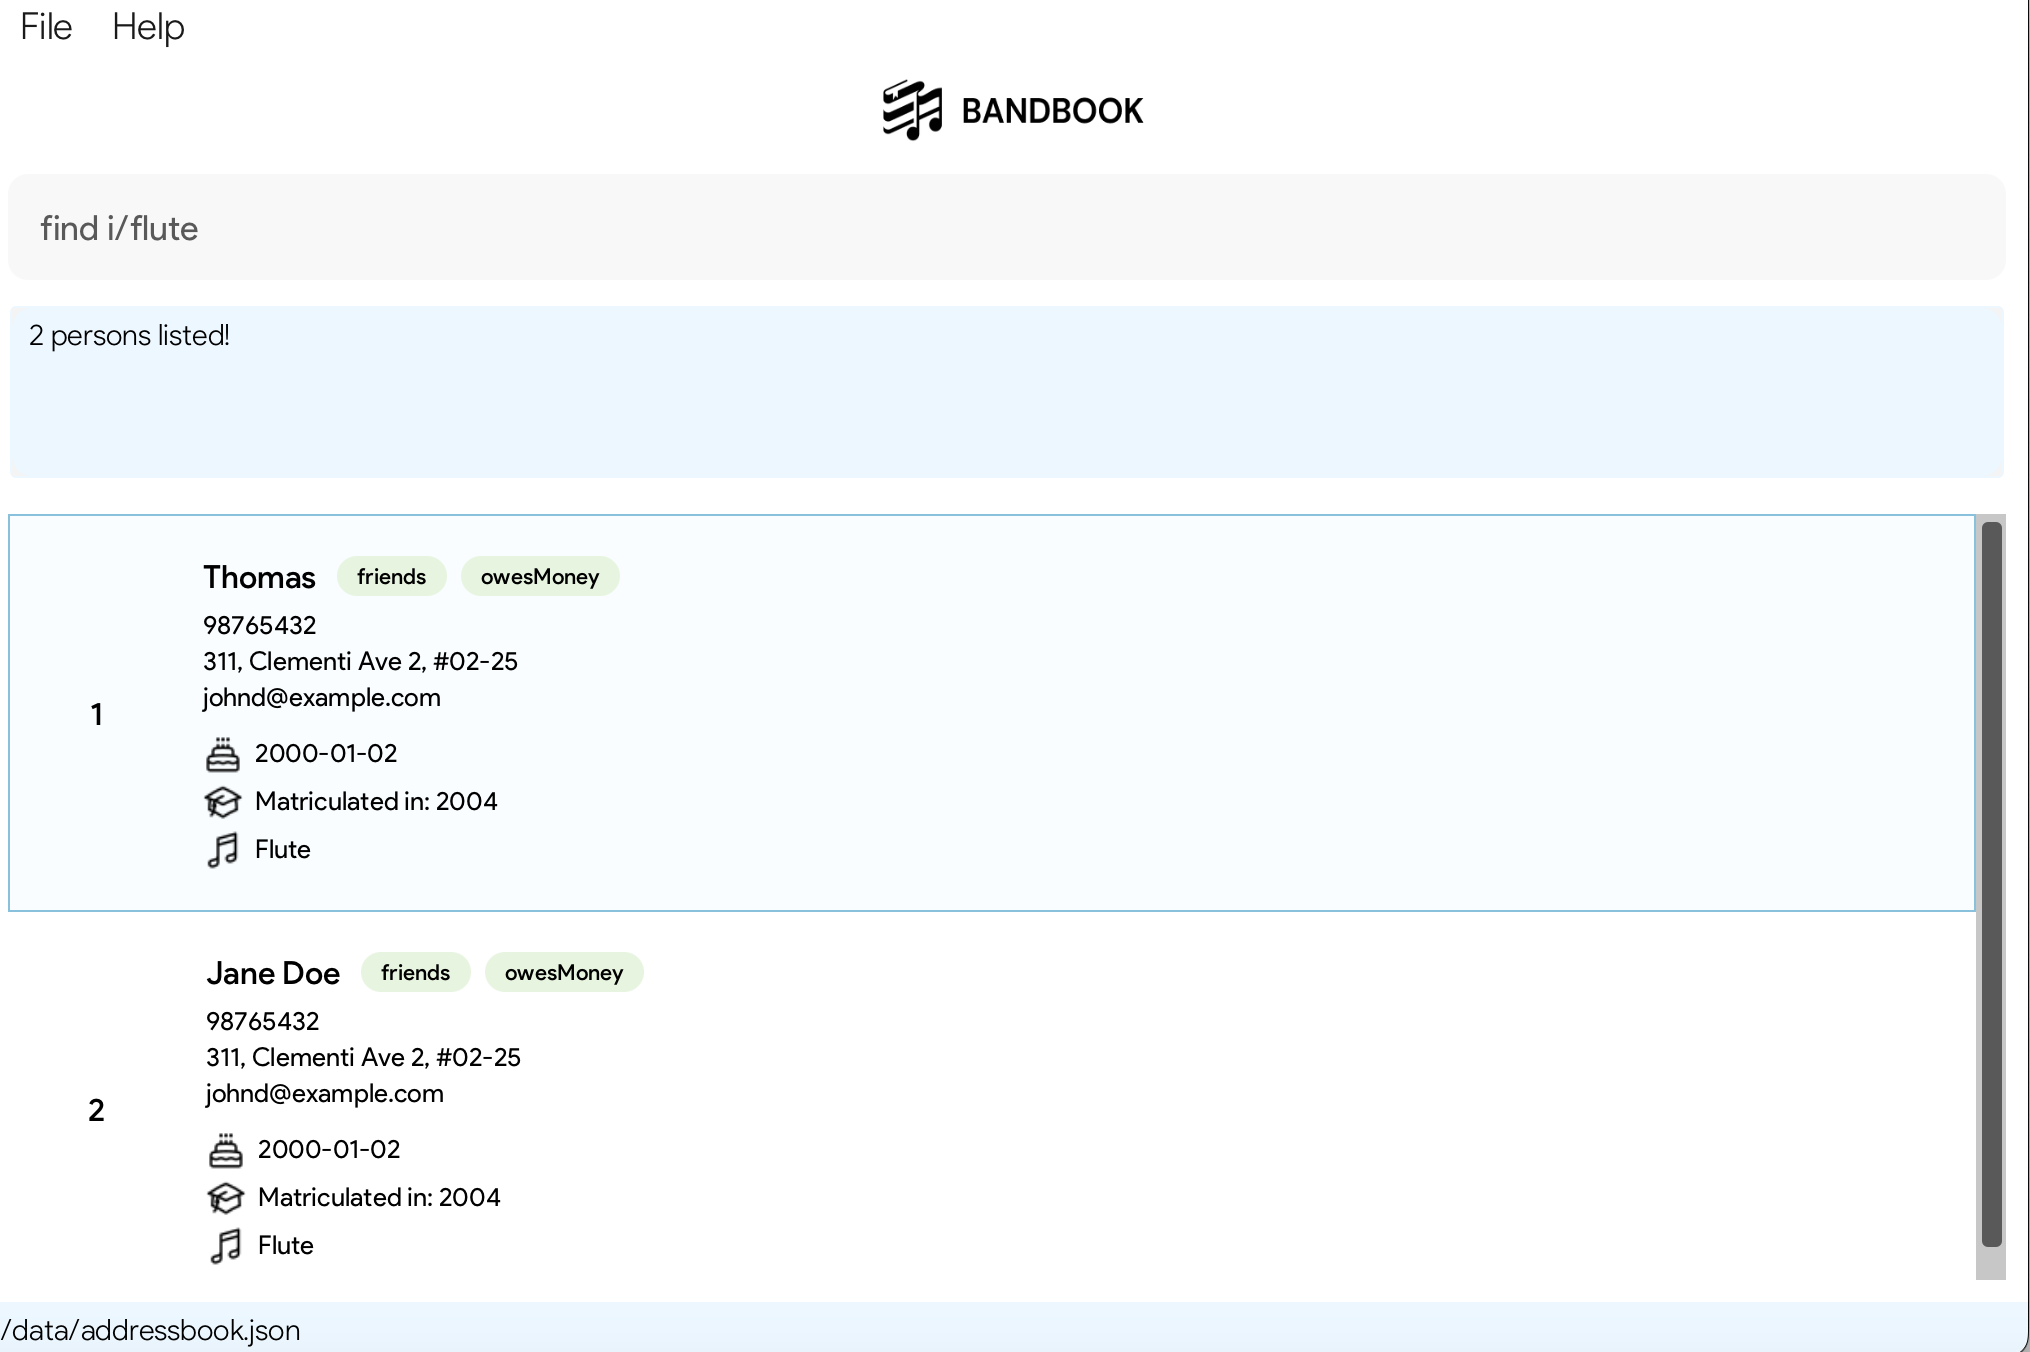 File Help
BANDBOOK
find i/flute
2 persons listed!
1
Thomas friends owesMoney
98765432
311, Clementi Ave 2, #02-25
johnd@example.com
2000-01-02
Matriculated in: 2004
Flute
2
Jane Doe friends owesMoney
98765432
311, Clementi Ave 2, #02-25
johnd@example.com
2000-01-02
Matriculated in: 2004
Flute
/data/addressbook.json